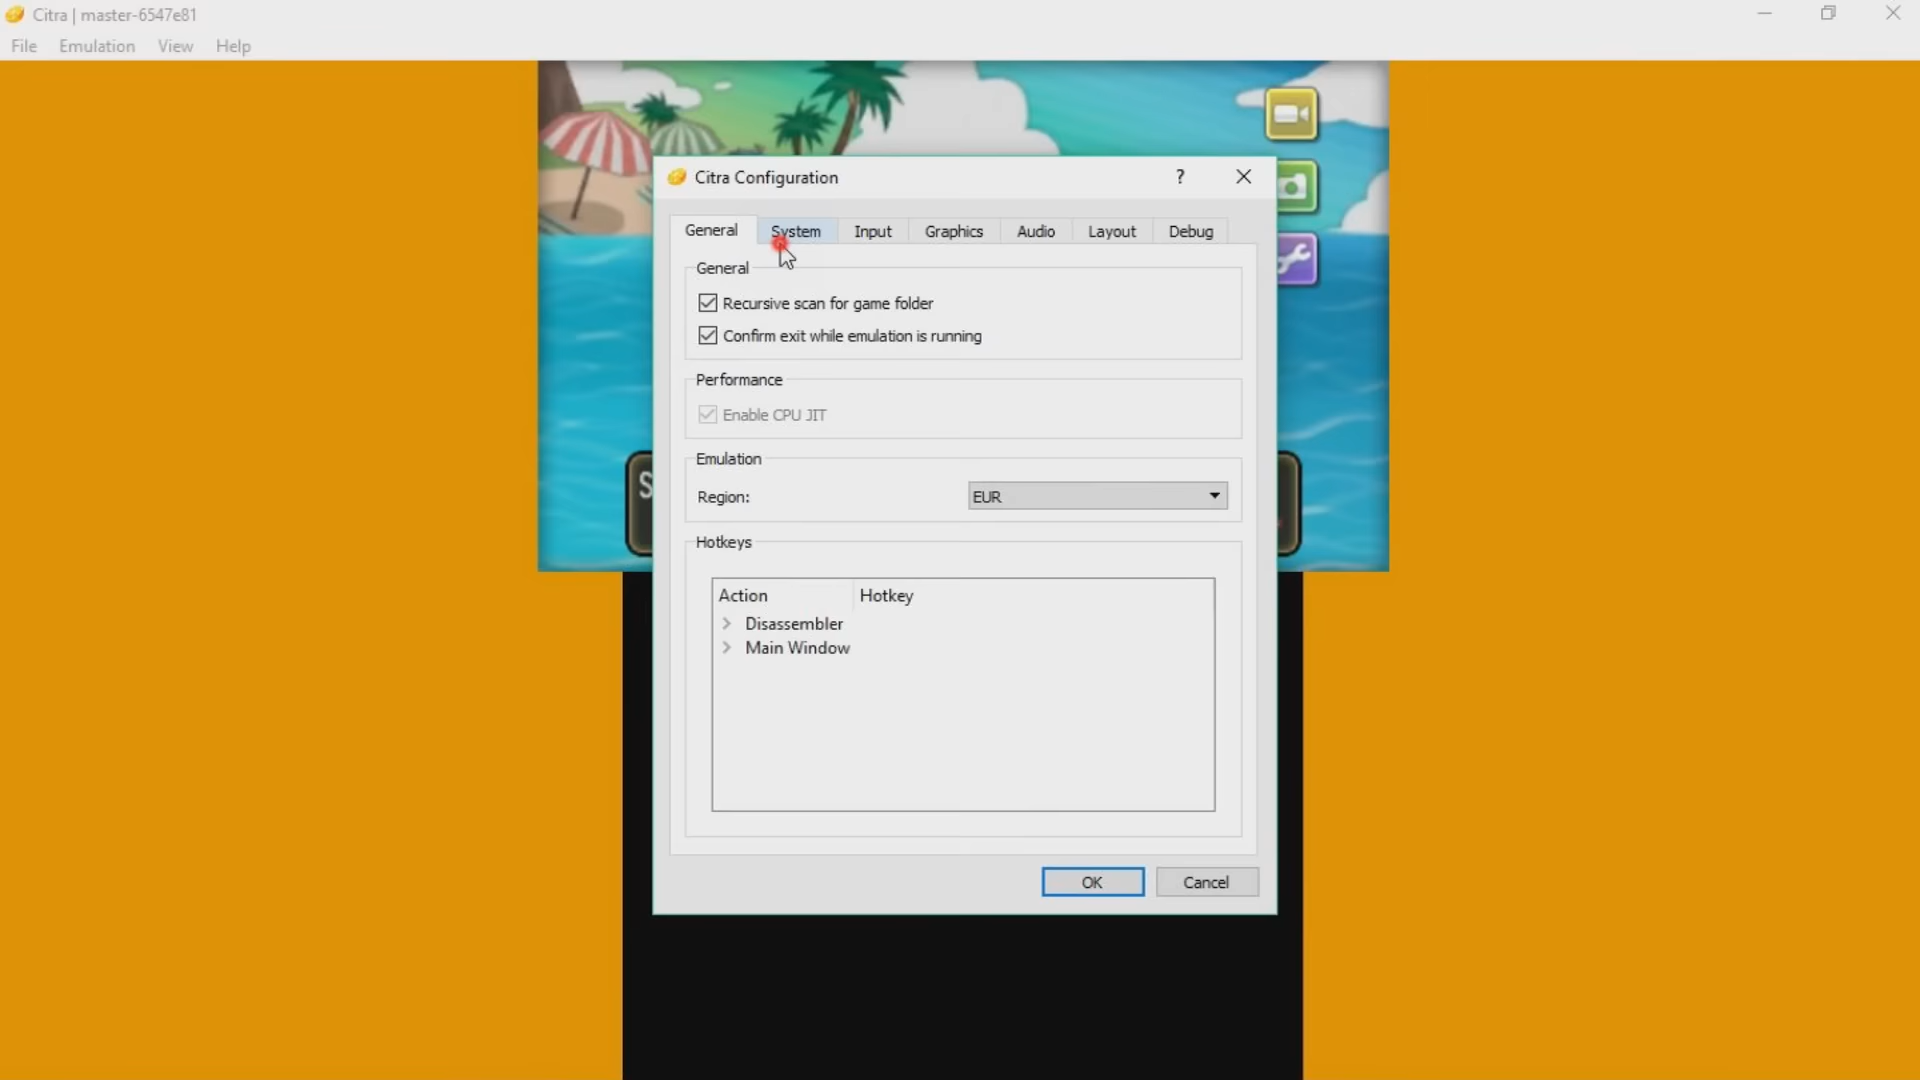 Citra | master-6547e81
File Emulation View Help
Citra Configuration
General System Input Graphics Audio Layout Debug
General
Recursive scan for game folder
Confirm exit while emulation is running
Performance
Enable CPU JIT
Emulation
Region: EUR
Hotkeys
Action Hotkey
Disassembler
Main Window
OK Cancel